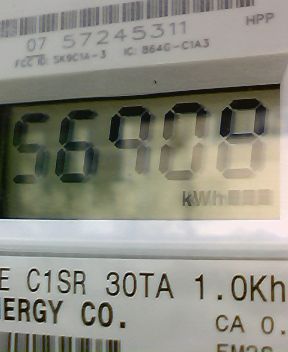 HPP
07 57245311
FCC ID: SK9C1A-3 IC: 864G-C1A3
56908
kWh
E C1SR 30TA 1.0Kh
NERGY CO.
CA 0.